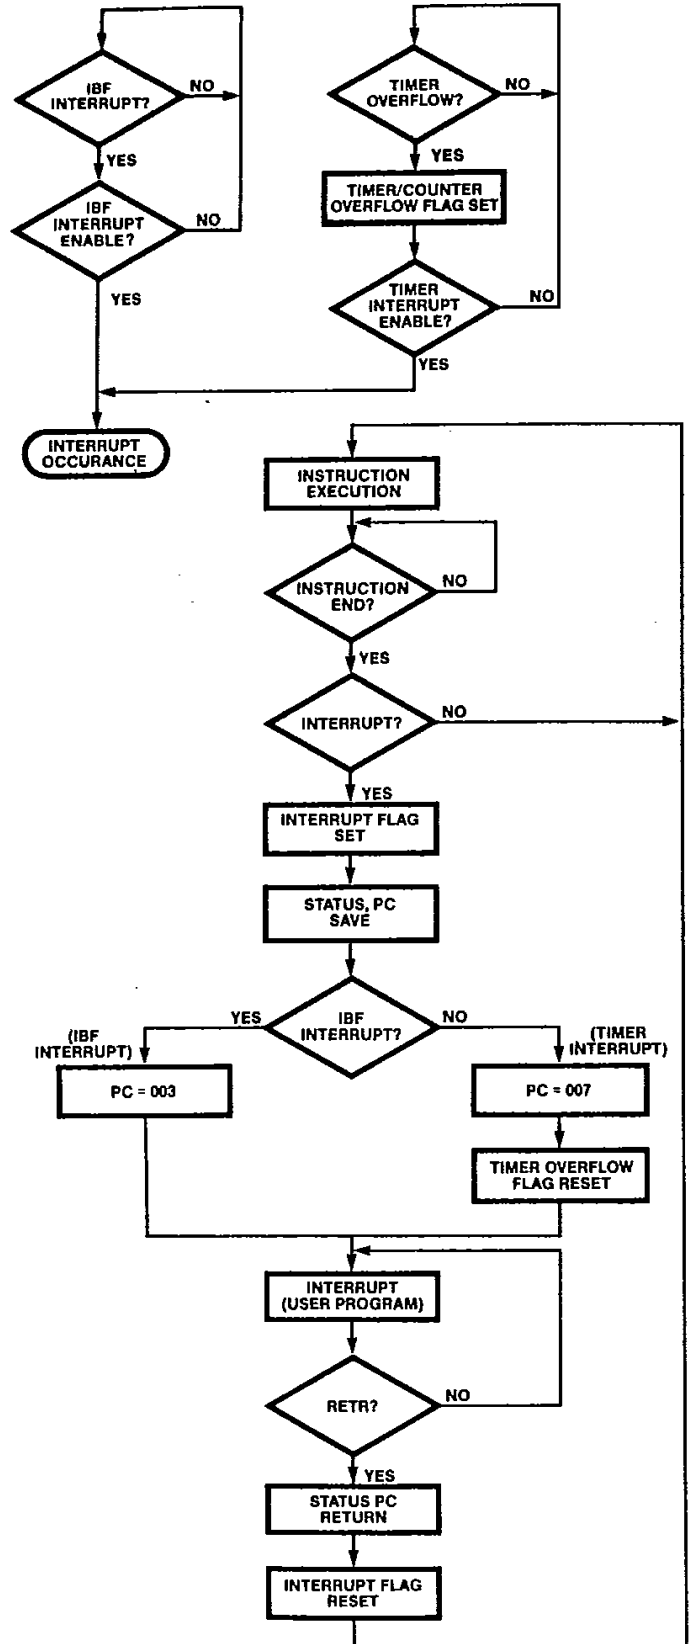 IBF
INTERRUPT?
NO
YES
IBF
INTERRUPT
ENABLE?
NO
YES
TIMER
OVERFLOW?
NO
YES
TIMER/COUNTER
OVERFLOW FLAG SET
TIMER
INTERRUPT
ENABLE?
NO
YES
INTERRUPT
OCCURANCE
INSTRUCTION
EXECUTION
INSTRUCTION
END?
NO
YES
INTERRUPT?
NO
YES
INTERRUPT FLAG
SET
STATUS, PC
SAVE
IBF
INTERRUPT?
YES
NO
(IBF
INTERRUPT)
PC = 003
(TIMER
INTERRUPT)
PC = 007
TIMER OVERFLOW
FLAG RESET
INTERRUPT
(USER PROGRAM)
RETR?
NO
YES
STATUS PC
RETURN
INTERRUPT FLAG
RESET